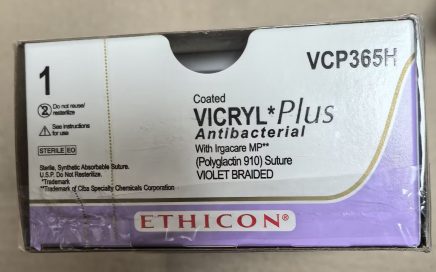 VCP365H
1
Do not reuse/
resterilize
See instructions
for use
STERILE EO
Sterile, Synthetic Absorbable Suture.
U.S.P. Do Not Resterilize.
*Trademark
**Trademark of Ciba Specialty Chemicals Corporation
Coated
VICRYL* Plus
Antibacterial
With Irgacare MP**
(Polyglactin 910) Suture
VIOLET BRAIDED
ETHICON®